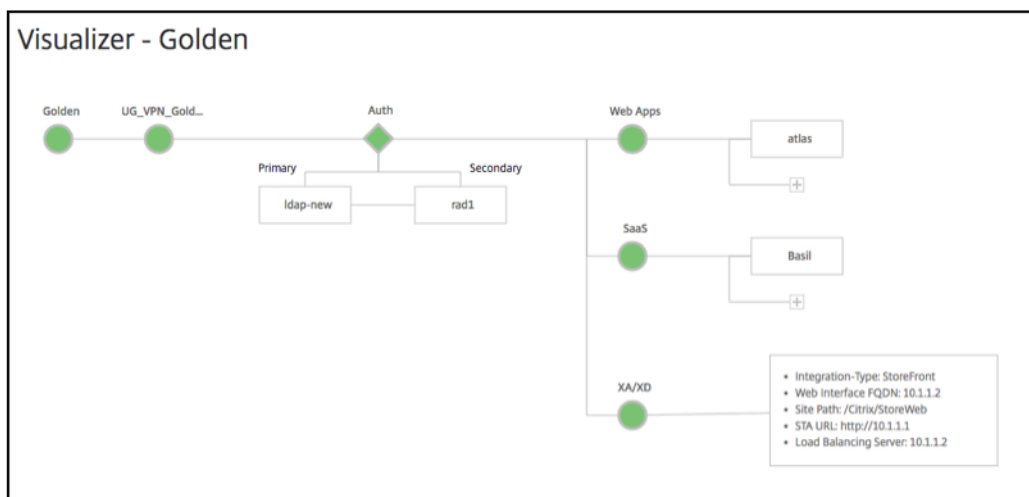 Visualizer - Golden
Golden
UG_VPN_Gold...
Auth
Web Apps
atlas
Primary
Secondary
ldap-new
rad1
SaaS
Basil
XA/XD
• Integration-Type: StoreFront
• Web Interface FQDN: 10.1.1.2
• Site Path: /Citrix/StoreWeb
• STA URL: http://10.1.1.1
• Load Balancing Server: 10.1.1.2